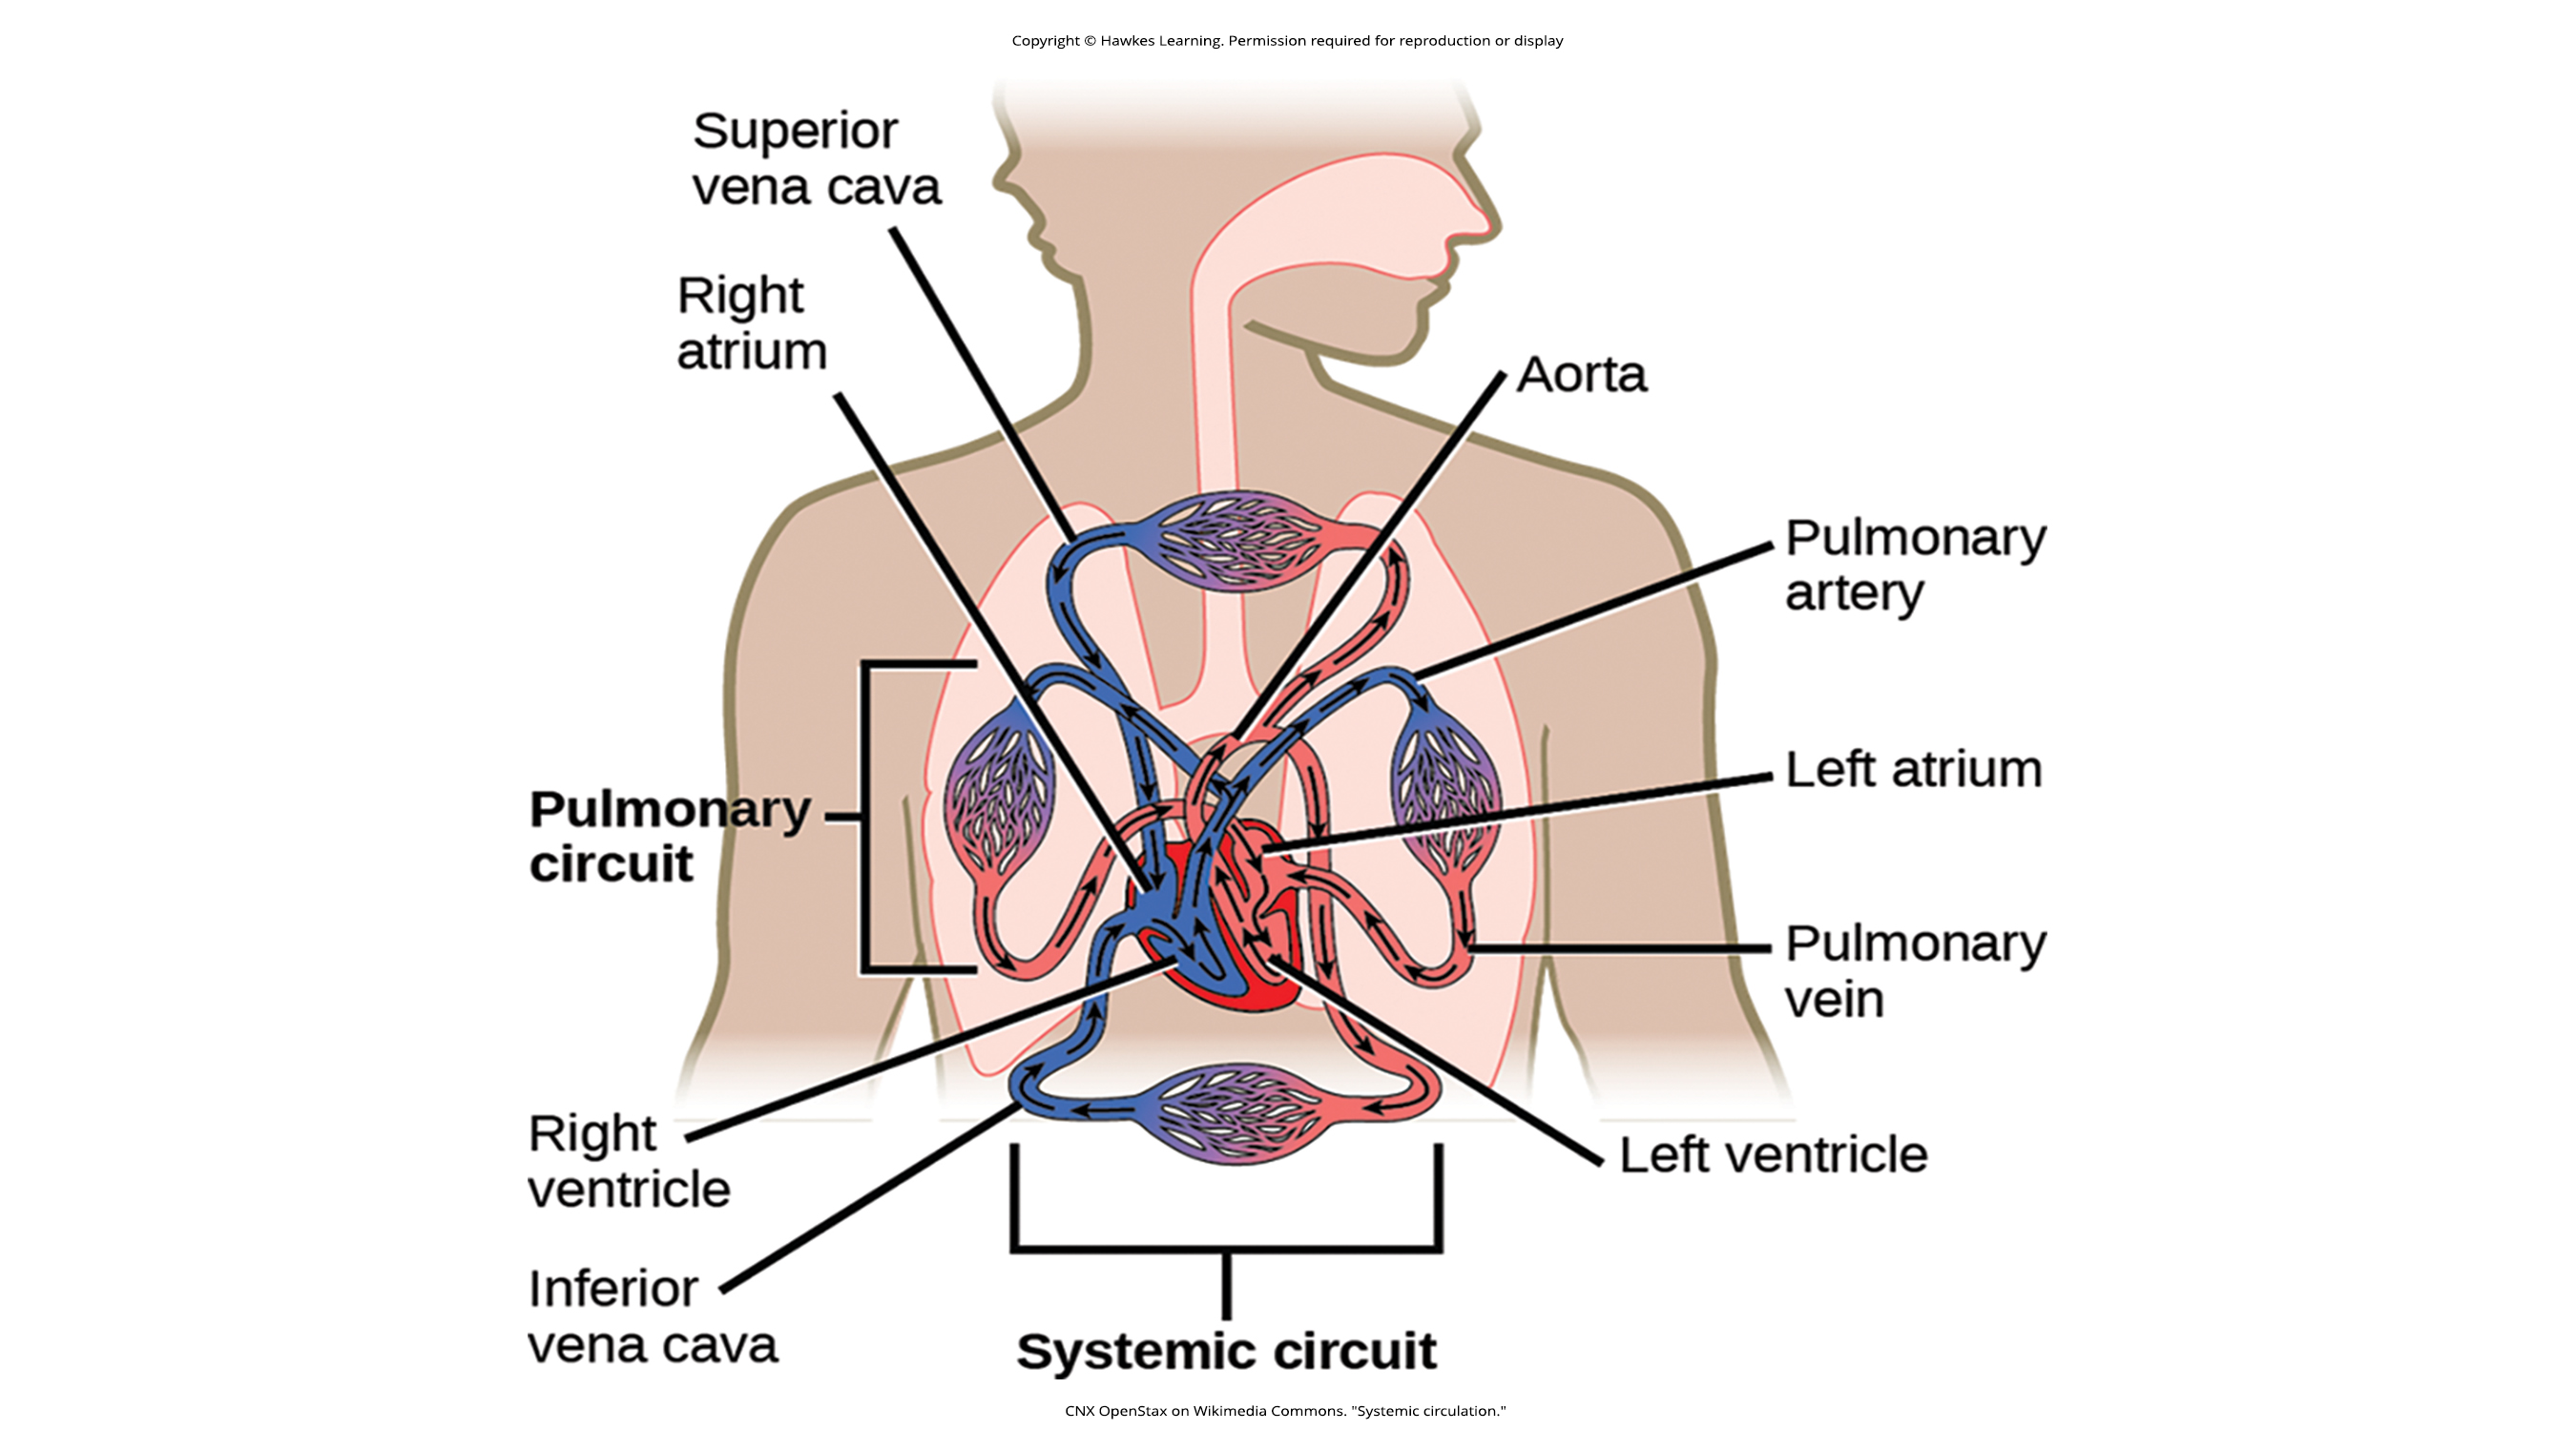 Copyright © Hawkes Learning. Permission required for reproduction or display
Superior
vena cava
Right
atrium
Aorta
Pulmonary
artery
Left atrium
Pulmonary
circuit
Pulmonary
vein
Right
ventricle
Left ventricle
Inferior
vena cava
Systemic circuit
CNX OpenStax on Wikimedia Commons. "Systemic circulation."